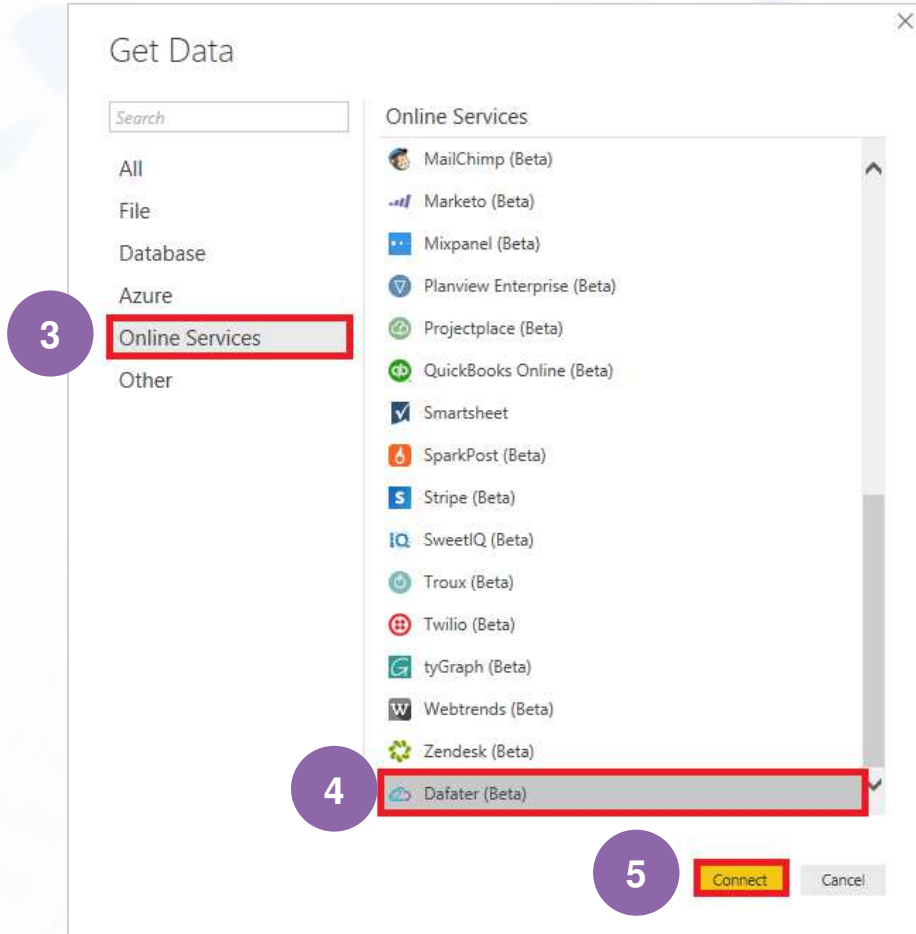 Get Data
Search
All
File
Database
Azure
3
Online Services
Other
Online Services
MailChimp (Beta)
Marketo (Beta)
Mixpanel (Beta)
Planview Enterprise (Beta)
Projectplace (Beta)
QuickBooks Online (Beta)
Smartsheet
SparkPost (Beta)
Stripe (Beta)
SweetIQ (Beta)
Troux (Beta)
Twilio (Beta)
tyGraph (Beta)
Webtrends (Beta)
Zendesk (Beta)
4
Dafater (Beta)
5
Connect
Cancel